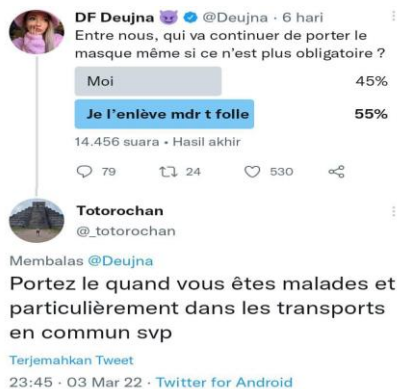 DF Deujna 😈 @Deujna · 6 hari
Entre nous, qui va continuer de porter le
masque même si ce n'est plus obligatoire ?
Moi 45%
Je l'enlève mdr t folle 55%
14.456 suara • Hasil akhir
79 24 530
Totorochan
@_totorochan
Membalas @Deujna
Portez le quand vous êtes malades et
particulièrement dans les transports
en commun svp
Terjemahkan Tweet
23:45 · 03 Mar 22 · Twitter for Android